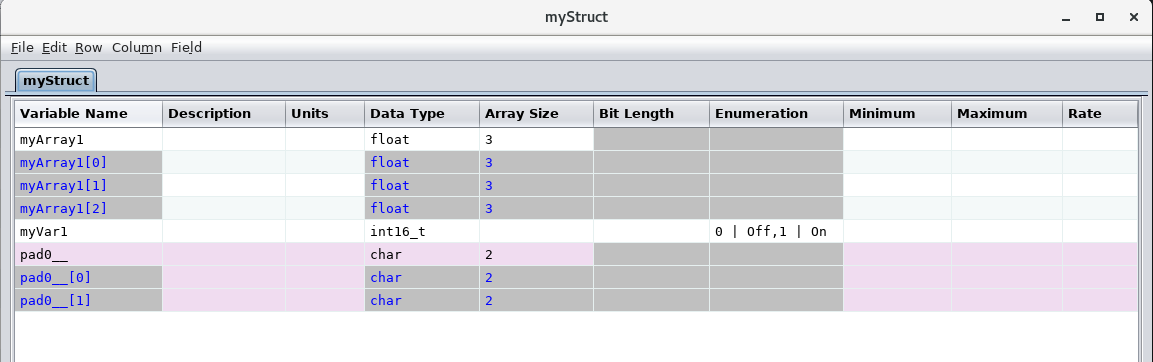 myStruct
File Edit Row Column Field
myStruct
Variable Name Description Units Data Type Array Size Bit Length Enumeration Minimum Maximum Rate
myArray1 float 3
myArray1[0] float 3
myArray1[1] float 3
myArray1[2] float 3
myVar1 int16_t 0 | Off,1 | On
pad0__ char 2
pad0__[0] char 2
pad0__[1] char 2